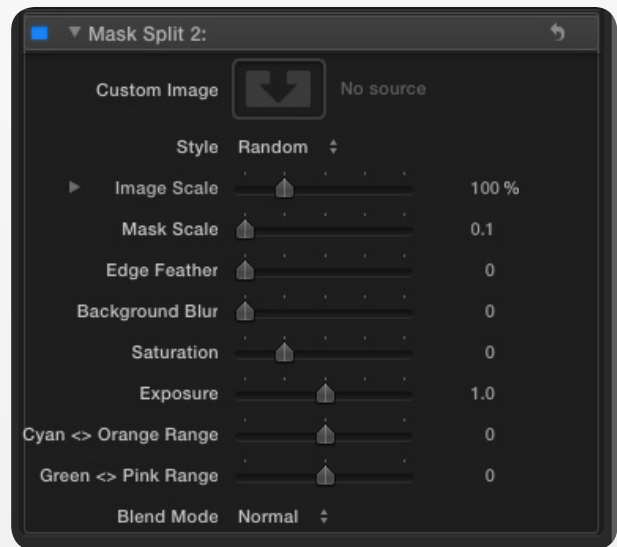 Mask Split 2:
Custom Image No source
Style Random
Image Scale 100 %
Mask Scale 0.1
Edge Feather 0
Background Blur 0
Saturation 0
Exposure 1.0
Cyan <> Orange Range 0
Green <> Pink Range 0
Blend Mode Normal